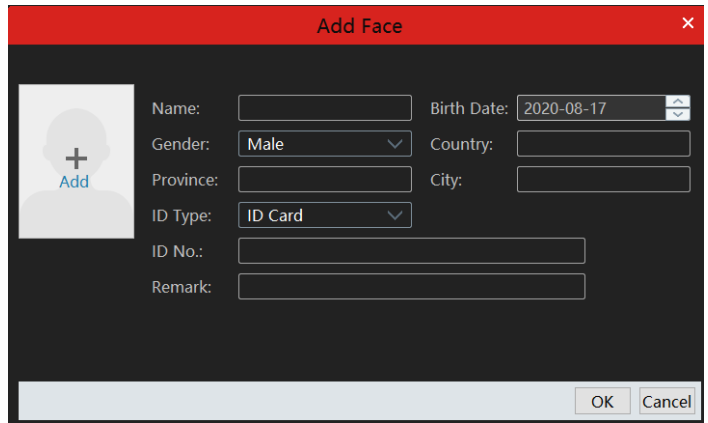 Add Face
Name:
Birth Date: 2020-08-17
Gender: Male
Country:
Add
Province:
City:
ID Type: ID Card
ID No.:
Remark:
OK Cancel